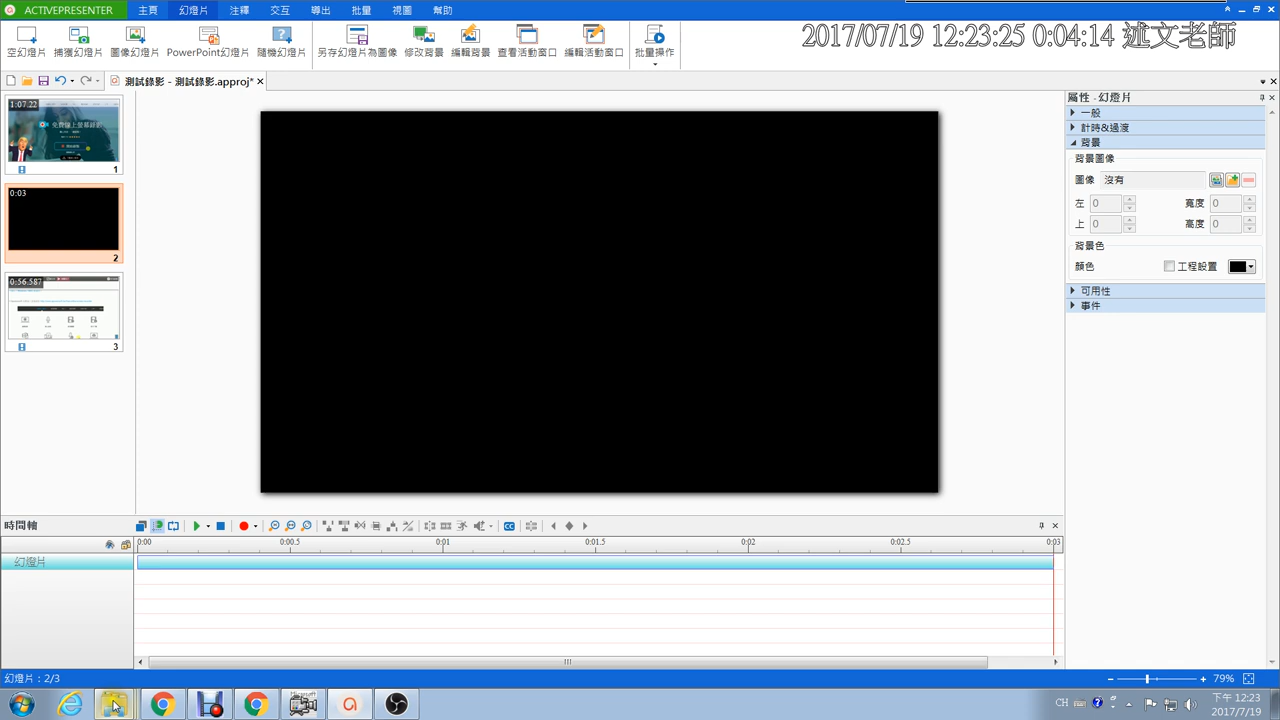 ACTIVEPRESENTER
主頁
幻燈片
注釋
交互
導出
批量
視圖
幫助
2017/07/19 12:23:25 0:04:14 述文老師
空幻燈片
捕獲幻燈片
圖像幻燈片
PowerPoint幻燈片
隨機幻燈片
另存幻燈片為圖像
修改背景
編輯背景
查看活動窗口
編輯活動窗口
批量操作
測試錄影 - 測試錄影.approj*
1:07.22
免費線上螢幕錄影
1
0:03
2
0:56.587
3
屬性 - 幻燈片
一般
計時&過渡
背景
背景圖像
圖像 沒有
左 0 寬度 0
上 0 高度 0
背景色
顏色 工程設置
可用性
事件
時間軸
CC
0:00 0:00.5 0:01 0:01.5 0:02 0:02.5 0:03
幻燈片
幻燈片：2/3
79%
CH
下午 12:23
2017/7/19